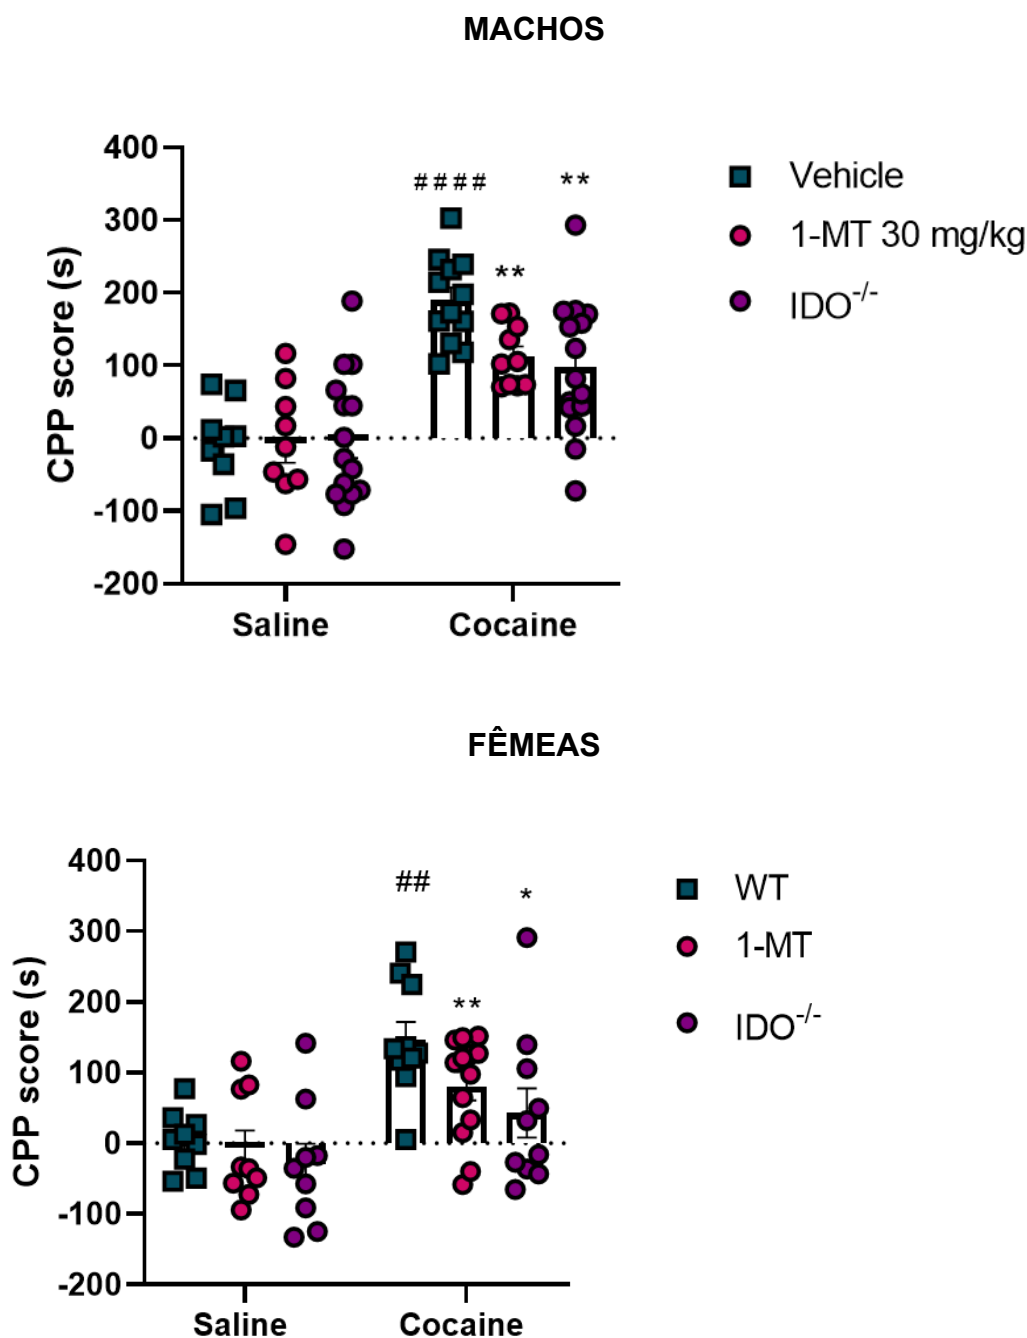 MACHOS
CPP score (s)
400
300
200
100
0
-100
-200
####
**
**
Saline
Cocaine
Vehicle
1-MT 30 mg/kg
IDO-/-
FÊMEAS
CPP score (s)
400
300
200
100
0
-100
-200
##
**
*
Saline
Cocaine
WT
1-MT
IDO-/-